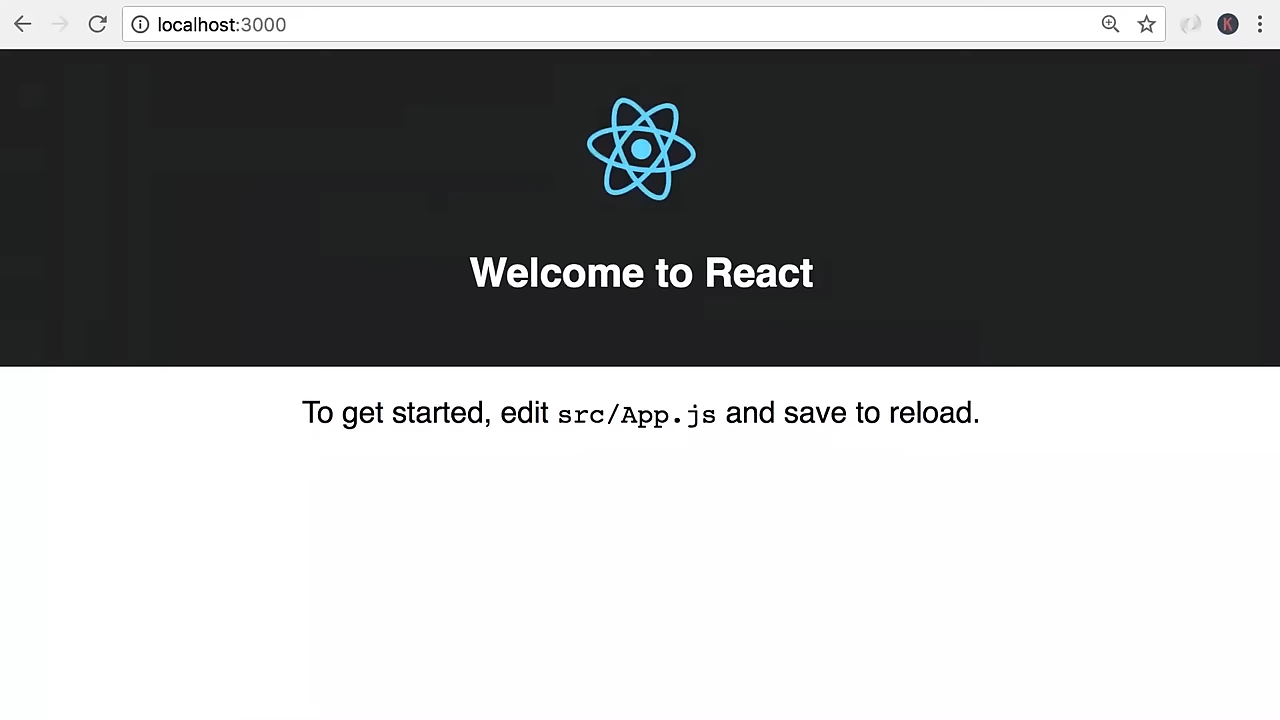 localhost:3000
K
Welcome to React
To get started, edit src/App.js and save to reload.